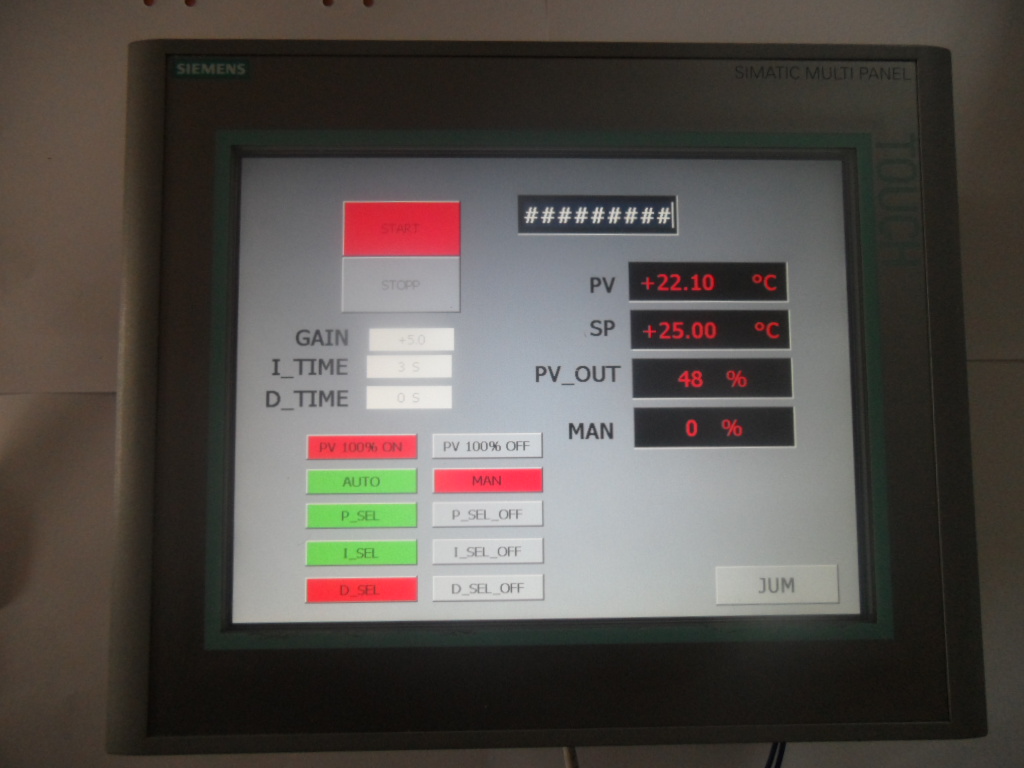 SIEMENS
SIMATIC MULTI PANEL
TOUCH
START
STOPP
#########
PV +22.10 °C
SP +25.00 °C
PV_OUT 48 %
MAN 0 %
GAIN +5.0
I_TIME 3 S
D_TIME 0 S
PV 100% ON PV 100% OFF
AUTO MAN
P_SEL P_SEL_OFF
I_SEL I_SEL_OFF
D_SEL D_SEL_OFF
JUM